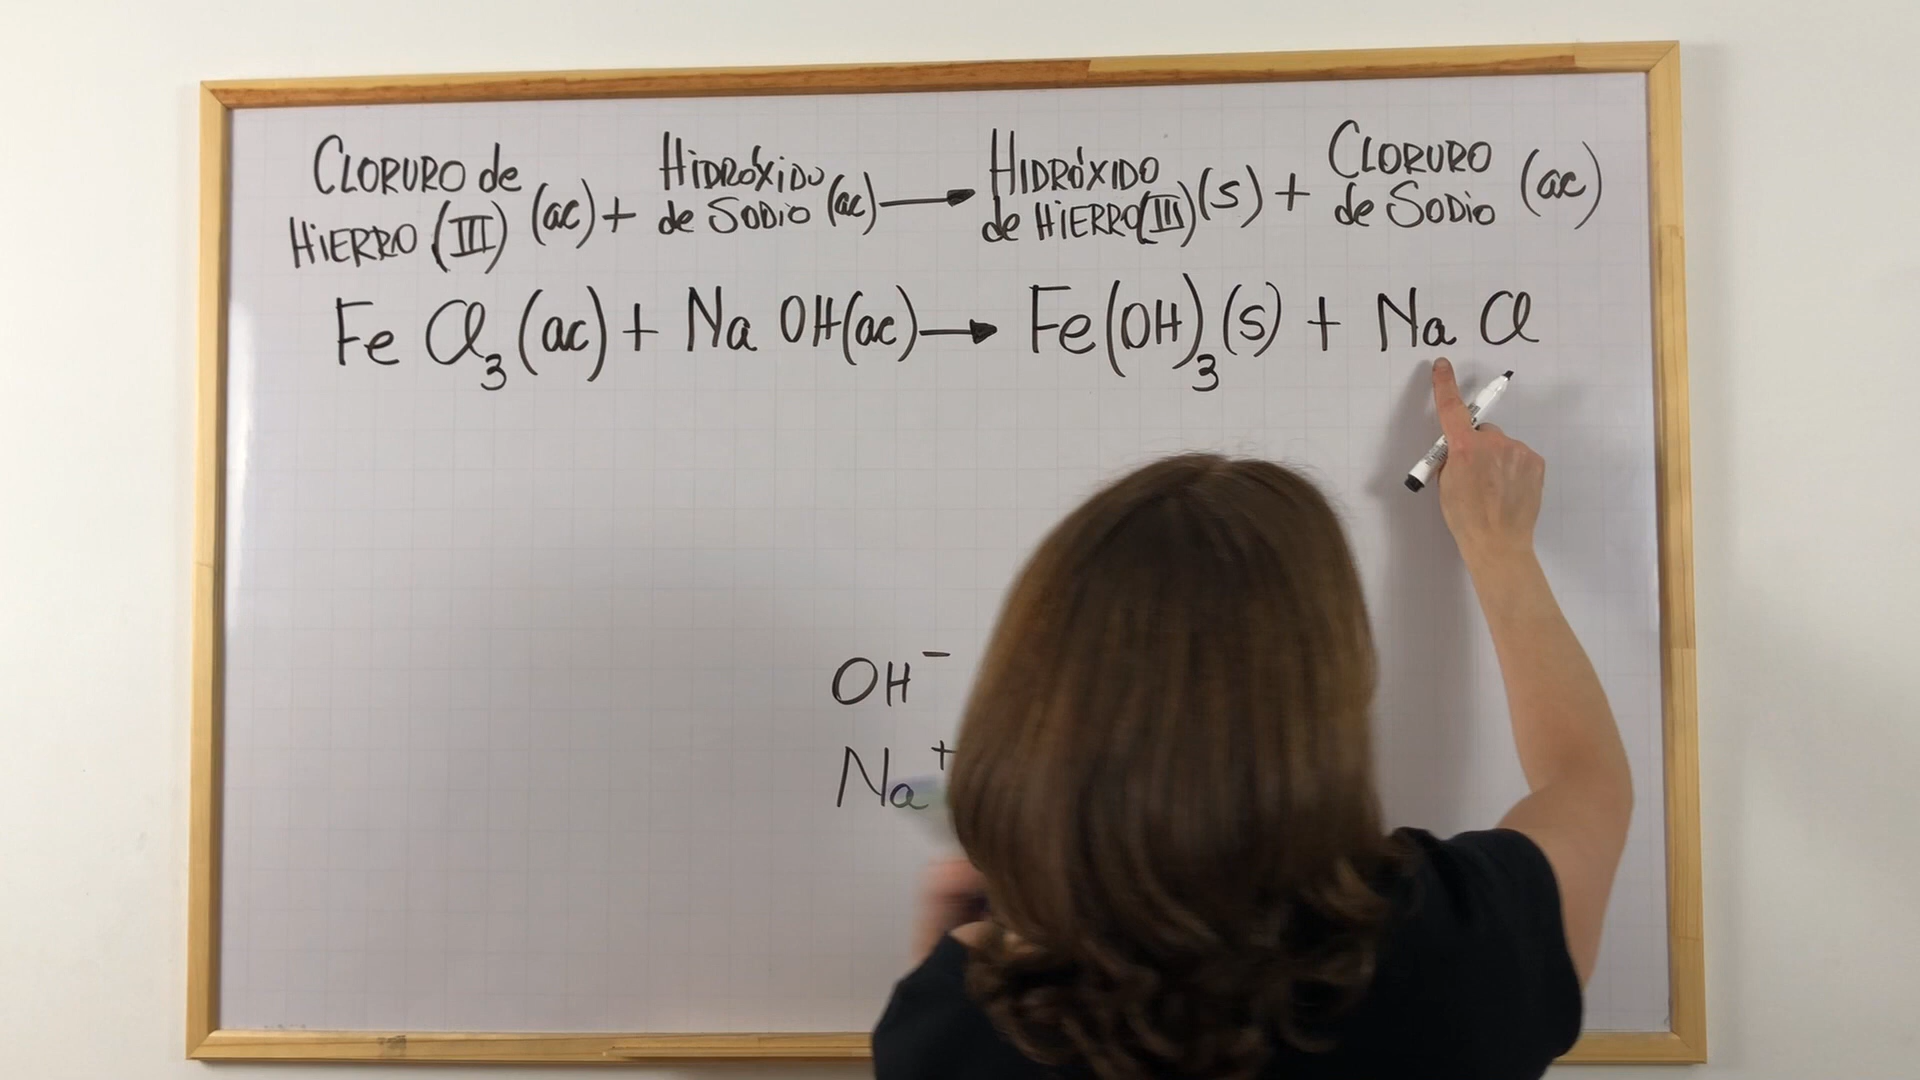 CLORURO de HIERRO (III) (ac) + HIDRÓXIDO de SODIO (ac) → HIDRÓXIDO de HIERRO (III) (s) + CLORURO de SODIO (ac)
Fe Cl₃ (ac) + Na OH (ac) → Fe(OH)₃ (s) + Na Cl
OH⁻
Na⁺